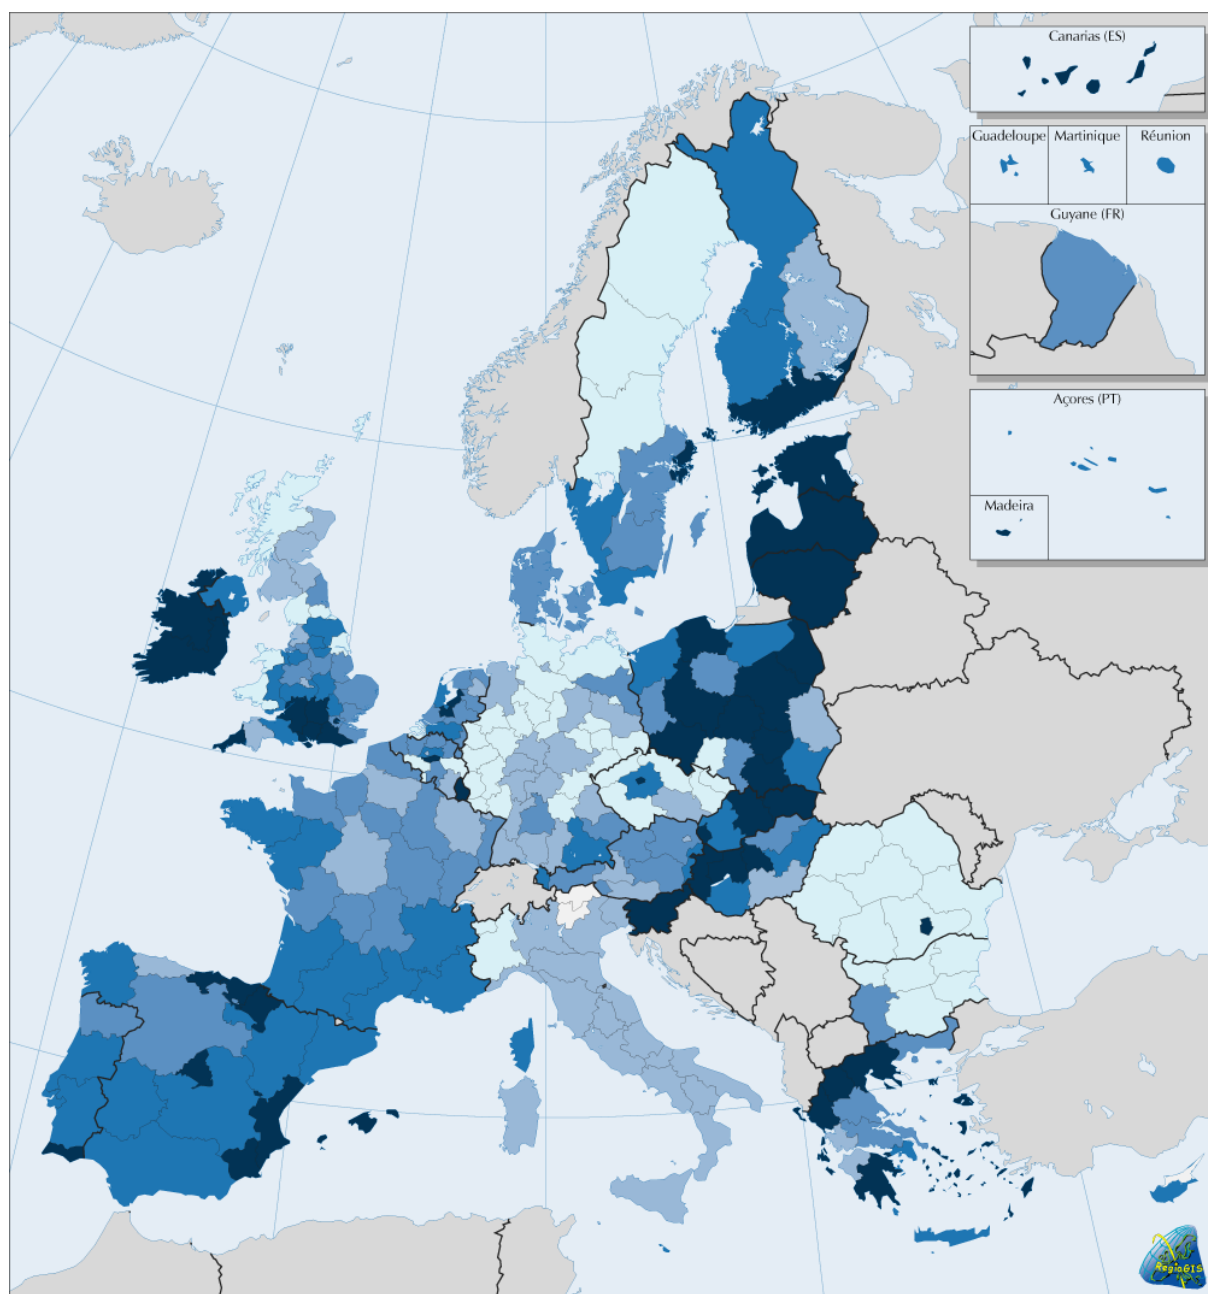 Canarias (ES)
Guadeloupe
Martinique
Réunion
Guyane (FR)
Açores (PT)
Madeira
RegioGIS